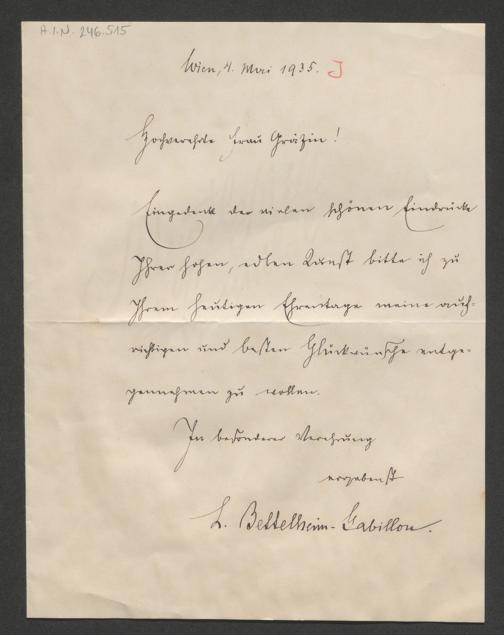 A.I.N. 246.515
Wien, 4. Mai 1935. J
Hochverehrte Frau Gräfin!
Eingedenk der vielen schönen Eindrücke
Ihrer hohen, edlen Kunst bitte ich zu
Ihrem heutigen Ehrentage meine auf-
richtigen und besten Glückwünsche entge-
gennehmen zu wollen.
In besonderer Verehrung
ergebenst
L. Bettelheim-Gabillon.